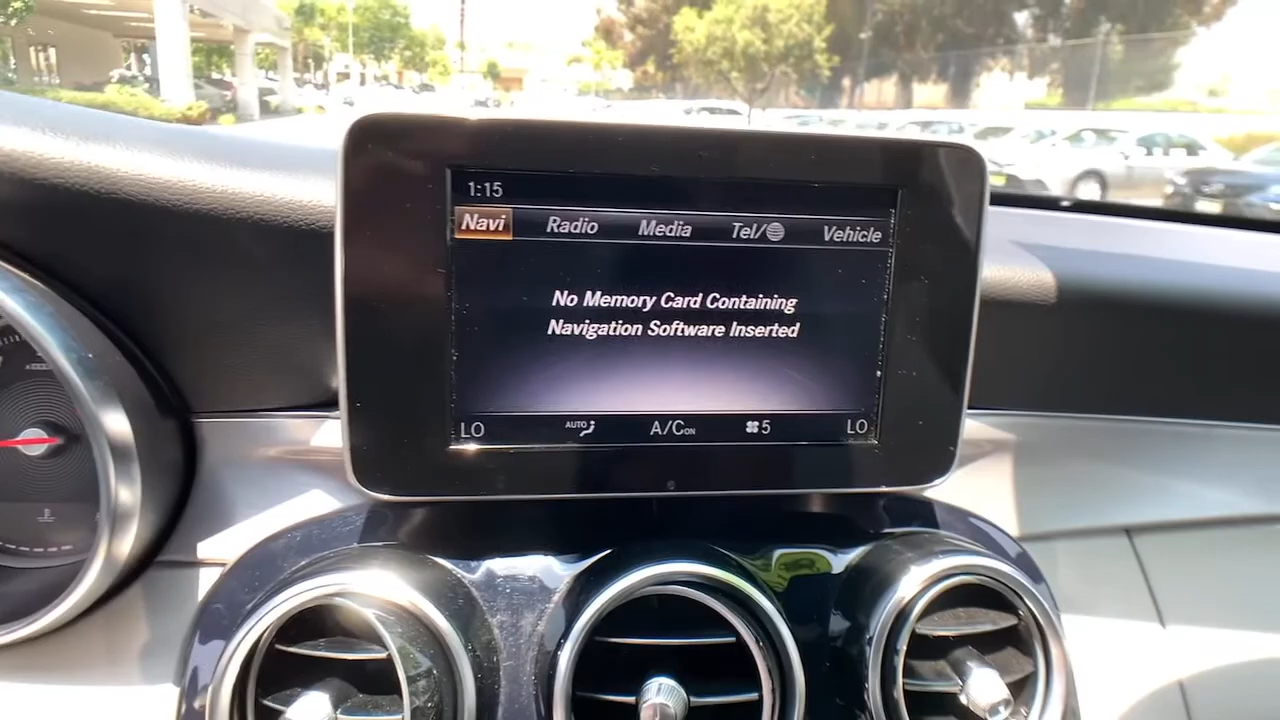 1:15
Navi Radio Media Tel/ Vehicle
No Memory Card Containing
Navigation Software Inserted
LO AUTO A/C ON 5 LO